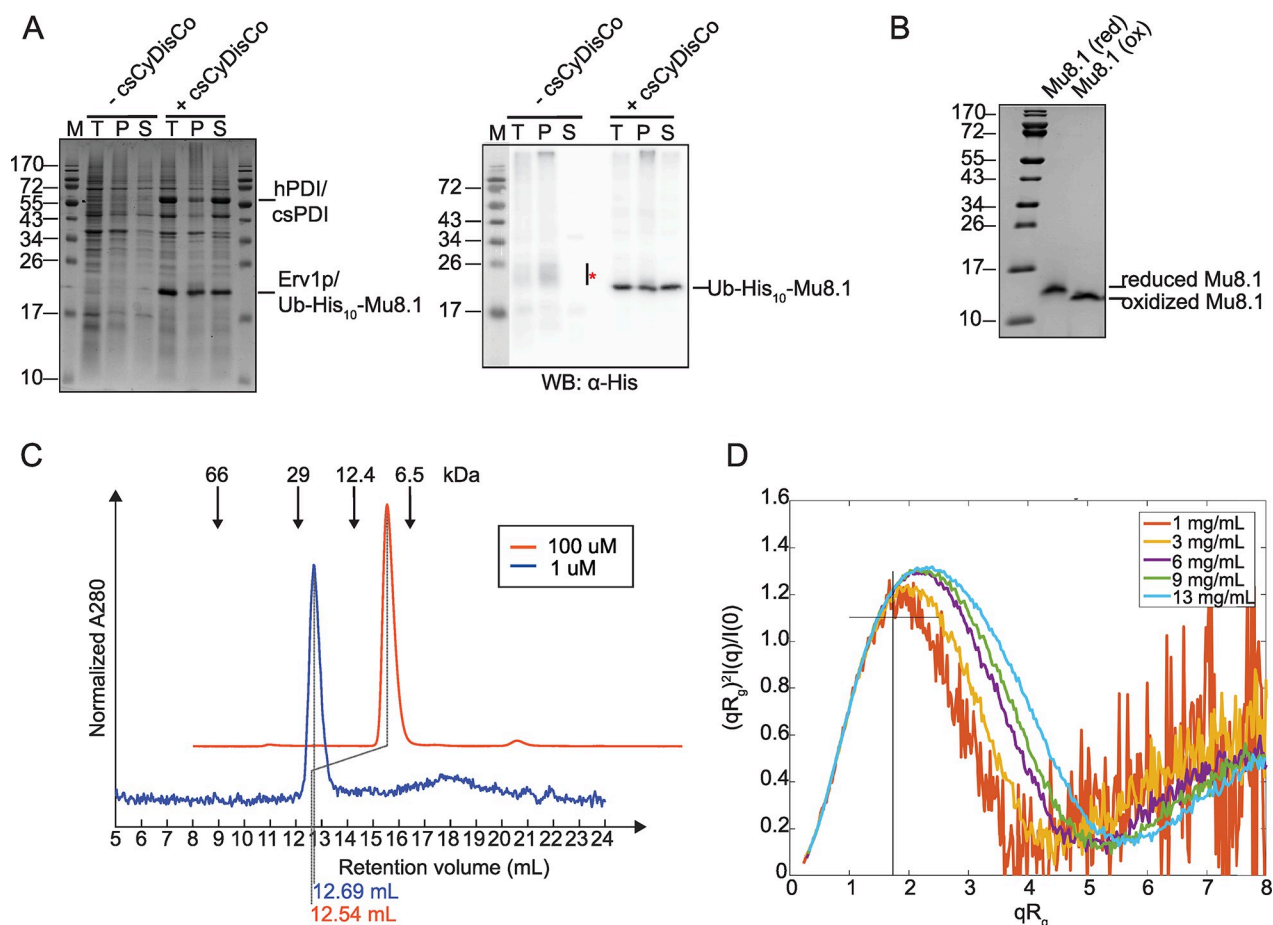 A
- csCyDisCo
+ csCyDisCo
M T P S T P S
170
72
55
43
34
26
17
10
hPDI/
csPDI
Erv1p/
Ub-His10-Mu8.1
- csCyDisCo
+ csCyDisCo
M T P S T P S
72
43
34
26
17
*
Ub-His10-Mu8.1
WB: α-His
B
Mu8.1 (red)
Mu8.1 (ox)
170
72
55
43
34
26
17
10
reduced Mu8.1
oxidized Mu8.1
C
66 29 12.4 6.5 kDa
100 uM
1 uM
Normalized A280
5 6 7 8 9 10 11 12 13 14 15 16 17 18 19 20 21 22 23 24
Retention volume (mL)
12.69 mL
12.54 mL
D
1.6
1.4
1.2
1.0
0.8
0.6
0.4
0.2
0
(qRg)²I(q)/I(0)
1 mg/mL
3 mg/mL
6 mg/mL
9 mg/mL
13 mg/mL
0 1 2 3 4 5 6 7 8
qRg